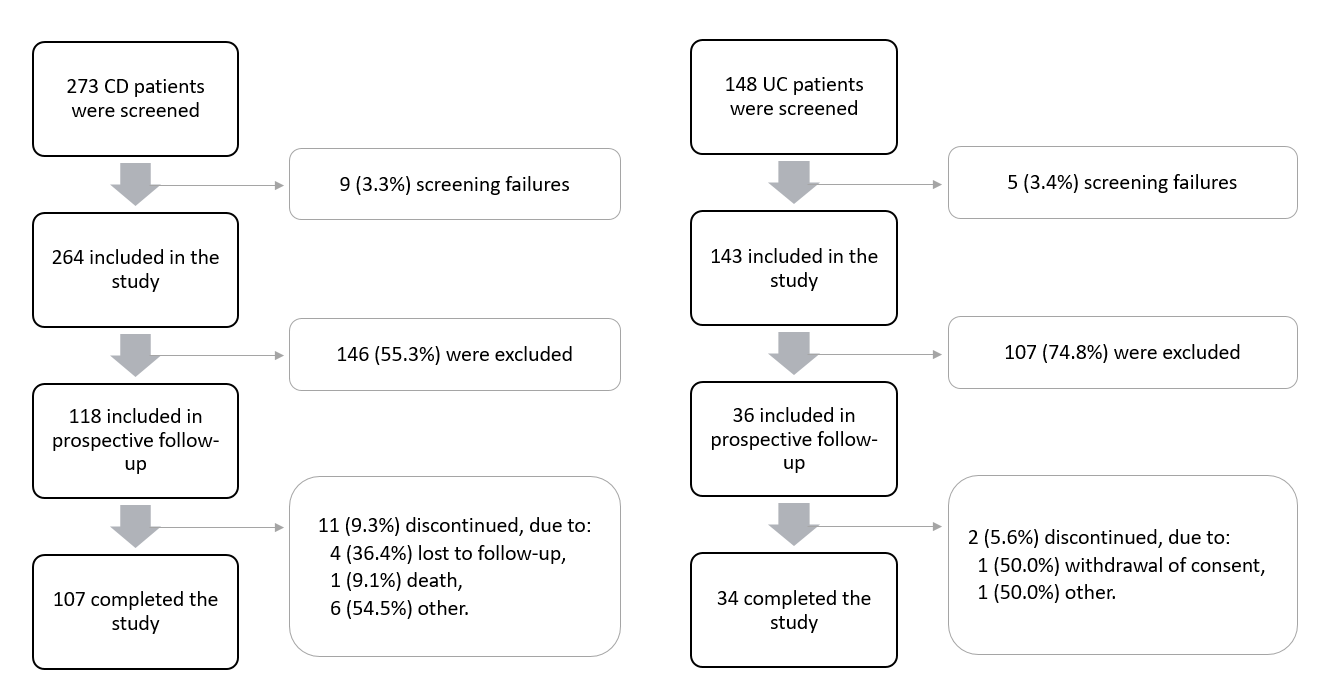 273 CD patients
were screened
9 (3.3%) screening failures
264 included in the
study
146 (55.3%) were excluded
118 included in
prospective follow-
up
11 (9.3%) discontinued, due to:
4 (36.4%) lost to follow-up,
1 (9.1%) death,
6 (54.5%) other.
107 completed the
study
148 UC patients
were screened
5 (3.4%) screening failures
143 included in the
study
107 (74.8%) were excluded
36 included in
prospective follow-
up
2 (5.6%) discontinued, due to:
1 (50.0%) withdrawal of consent,
1 (50.0%) other.
34 completed the
study